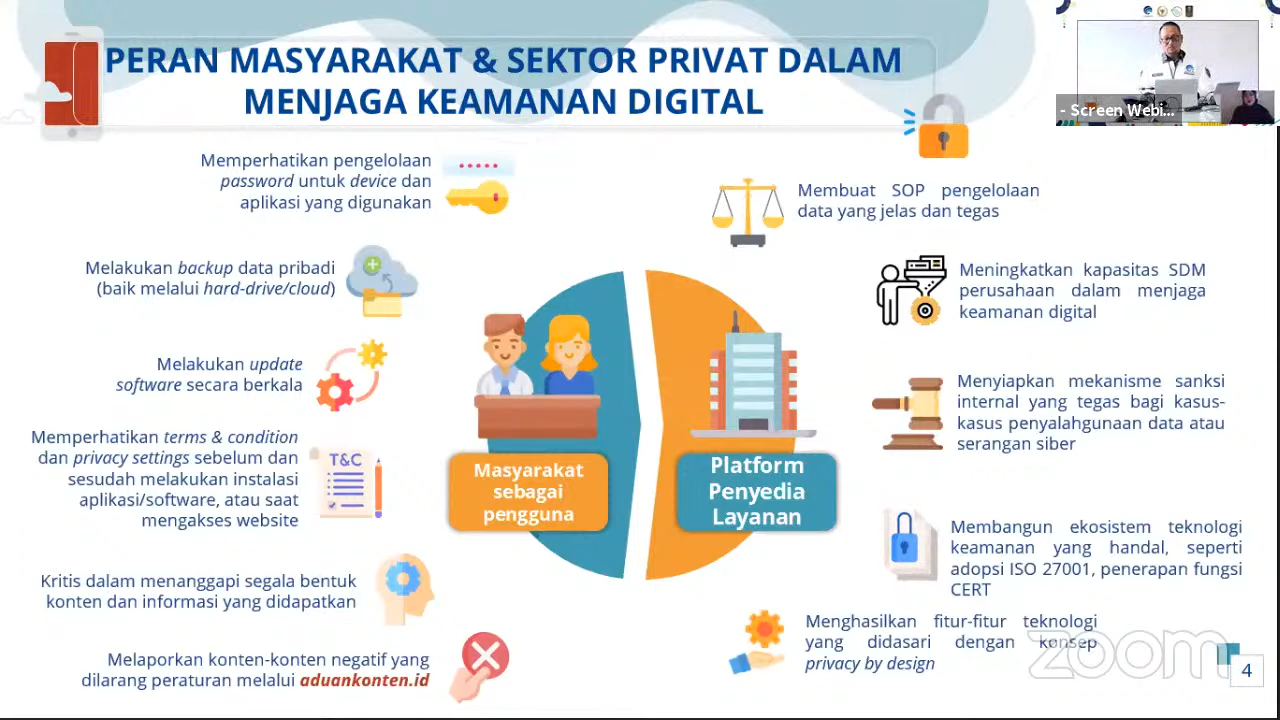 PERAN MASYARAKAT & SEKTOR PRIVAT DALAM
MENJAGA KEAMANAN DIGITAL
- Screen Webi...
Memperhatikan pengelolaan
password untuk device dan
aplikasi yang digunakan
Melakukan backup data pribadi
(baik melalui hard-drive/cloud)
Melakukan update
software secara berkala
Memperhatikan terms & condition
dan privacy settings sebelum dan
sesudah melakukan instalasi
aplikasi/software, atau saat
mengakses website
T&C
Kritis dalam menanggapi segala bentuk
konten dan informasi yang didapatkan
Melaporkan konten-konten negatif yang
dilarang peraturan melalui aduankonten.id
Masyarakat
sebagai
pengguna
Platform
Penyedia
Layanan
Membuat SOP pengelolaan
data yang jelas dan tegas
Meningkatkan kapasitas SDM
perusahaan dalam menjaga
keamanan digital
Menyiapkan mekanisme sanksi
internal yang tegas bagi kasus-
kasus penyalahgunaan data atau
serangan siber
Membangun ekosistem teknologi
keamanan yang handal, seperti
adopsi ISO 27001, penerapan fungsi
CERT
Menghasilkan fitur-fitur teknologi
yang didasari dengan konsep
privacy by design
zoom
4